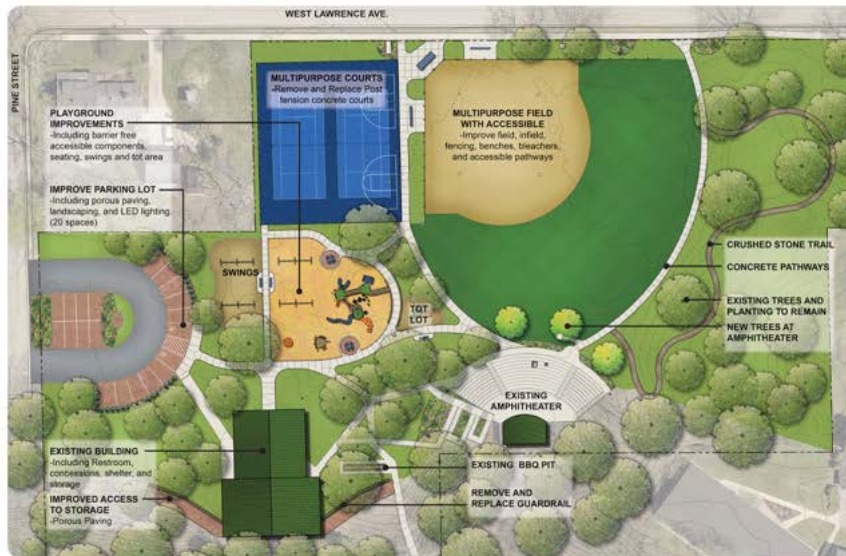 WEST LAWRENCE AVE.
PINE STREET
MULTIPURPOSE COURTS
-Remove and Replace Post
tension concrete courts
PLAYGROUND
IMPROVEMENTS
-Including barrier free
accessible components,
seating, swings and tot area
MULTIPURPOSE FIELD
WITH ACCESSIBLE
-Improve field, infield,
fencing, benches, bleachers,
and accessible pathways
IMPROVE PARKING LOT
-Including porous paving,
landscaping, and LED lighting.
(20 spaces)
SWINGS
TOT
LOT
CRUSHED STONE TRAIL
CONCRETE PATHWAYS
EXISTING TREES AND
PLANTING TO REMAIN
NEW TREES AT
AMPHITHEATER
EXISTING
AMPHITHEATER
EXISTING BUILDING
-Including Restroom,
concessions, shelter, and
storage
EXISTING BBQ PIT
IMPROVED ACCESS
TO STORAGE
-Porous Paving
REMOVE AND
REPLACE GUARDRAIL